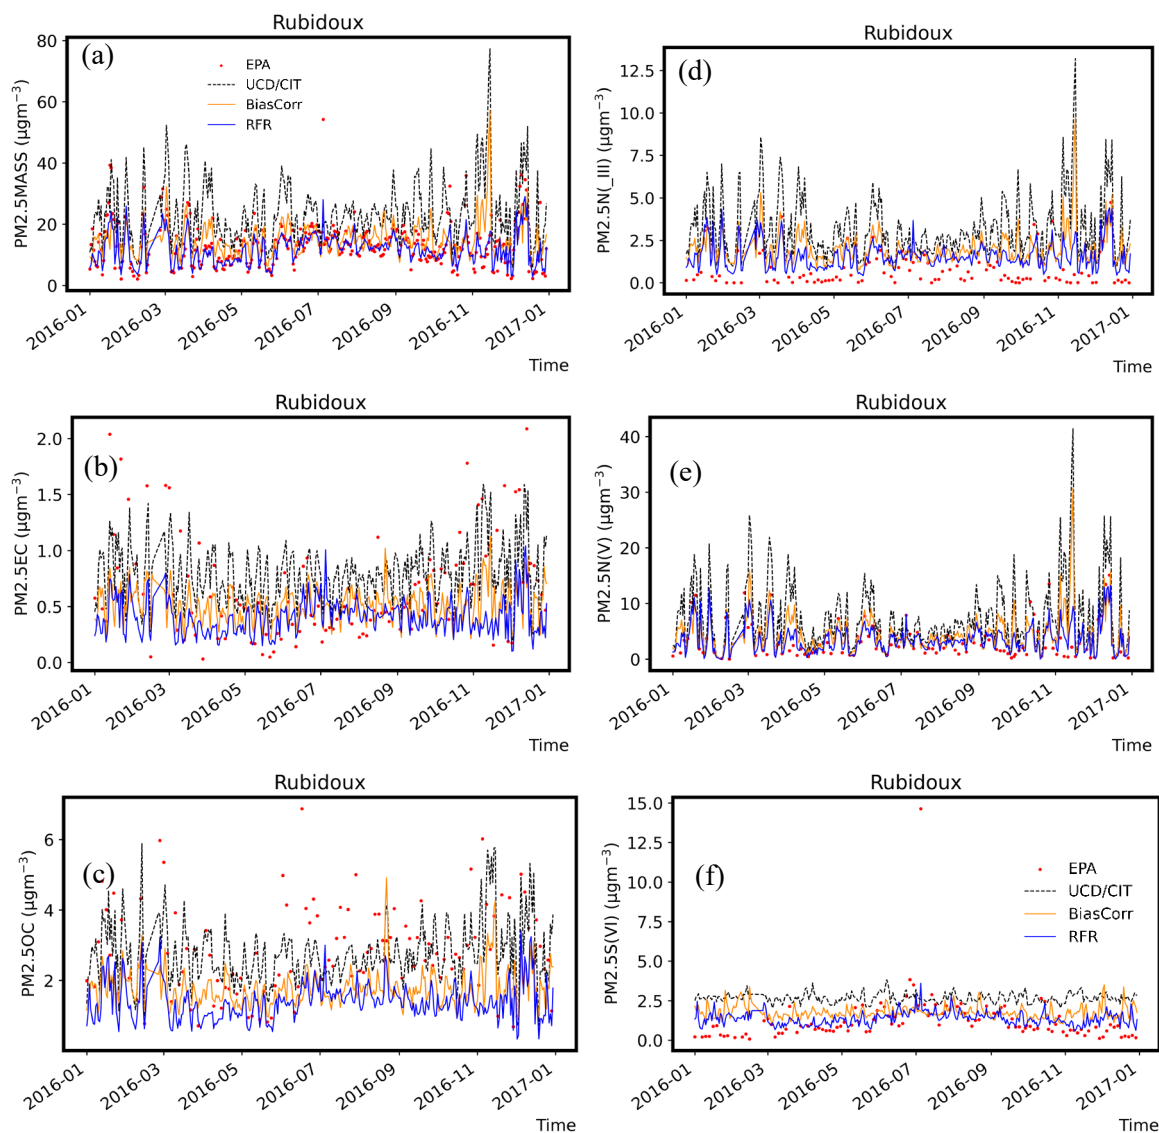 Rubidoux
(a)
EPA
UCD/CIT
BiasCorr
RFR
PM2.5MASS (µgm⁻³)
80
60
40
20
0
2016-01
2016-03
2016-05
2016-07
2016-09
2016-11
2017-01
Time
Rubidoux
(d)
PM2.5N(_III) (µgm⁻³)
12.5
10.0
7.5
5.0
2.5
0.0
2016-01
2016-03
2016-05
2016-07
2016-09
2016-11
2017-01
Time
Rubidoux
(b)
PM2.5EC (µgm⁻³)
2.0
1.5
1.0
0.5
0.0
2016-01
2016-03
2016-05
2016-07
2016-09
2016-11
2017-01
Time
Rubidoux
(e)
PM2.5N(V) (µgm⁻³)
40
30
20
10
0
2016-01
2016-03
2016-05
2016-07
2016-09
2016-11
2017-01
Time
Rubidoux
(c)
PM2.5OC (µgm⁻³)
6
4
2
2016-01
2016-03
2016-05
2016-07
2016-09
2016-11
2017-01
Time
Rubidoux
(f)
EPA
UCD/CIT
BiasCorr
RFR
PM2.5S(VI) (µgm⁻³)
15.0
12.5
10.0
7.5
5.0
2.5
0.0
2016-01
2016-03
2016-05
2016-07
2016-09
2016-11
2017-01
Time